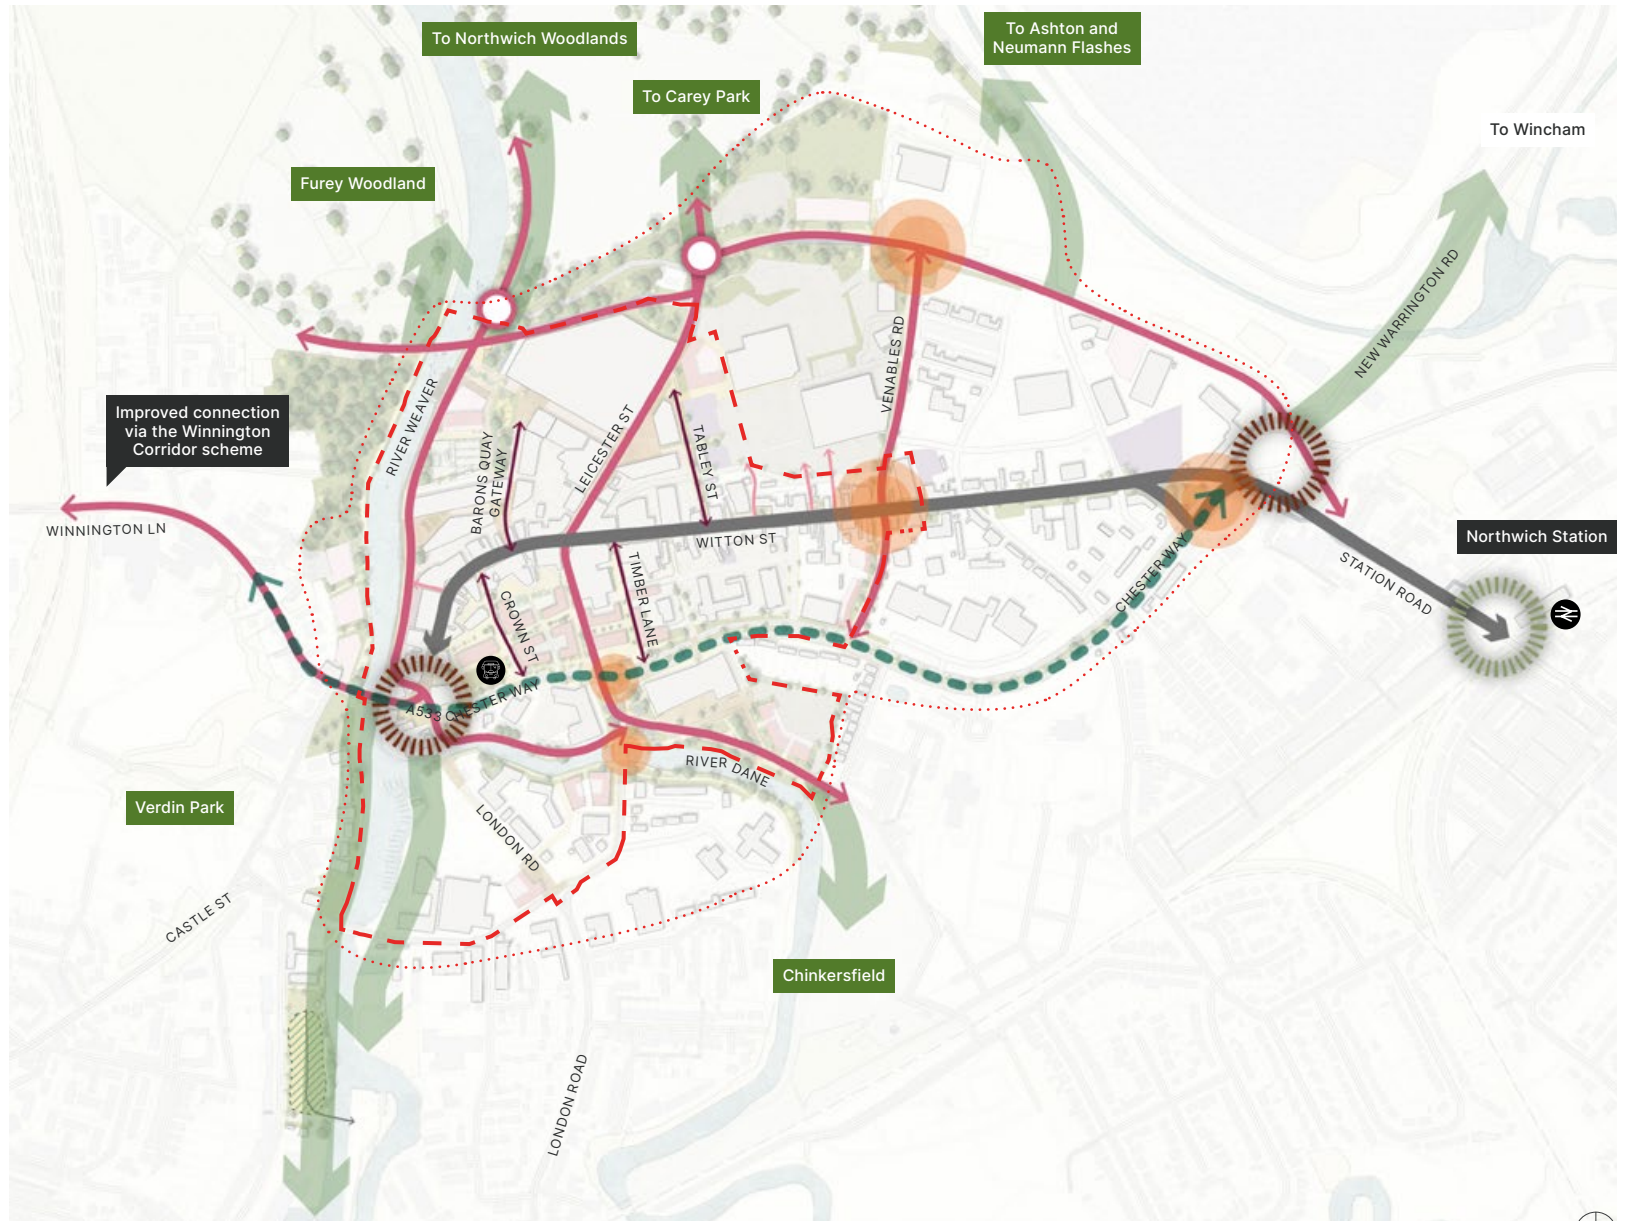 To Northwich Woodlands
To Ashton and
Neumann Flashes
To Carey Park
To Wincham
Furey Woodland
NEW WARRINGTON RD
VENABLES RD
Improved connection
via the Winnington
Corridor scheme
RIVER WEAVER
BARONS QUAY
GATEWAY
LEICESTER ST
TABLEY ST
WINNINGTON LN
WITTON ST
Northwich Station
STATION ROAD
CHESTER WAY
TIMBER LANE
CROWN ST
A533 CHESTER WAY
RIVER DANE
Verdin Park
LONDON RD
CASTLE ST
Chinkersfield
LONDON ROAD